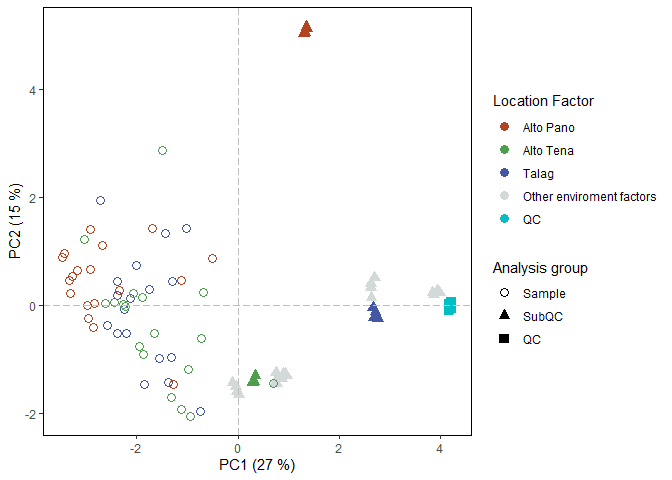 4
2
0
-2
-2
0
2
4
PC1 (27 %)
PC2 (15 %)
Location Factor
Alto Pano
Alto Tena
Talag
Other enviroment factors
QC
Analysis group
Sample
SubQC
QC